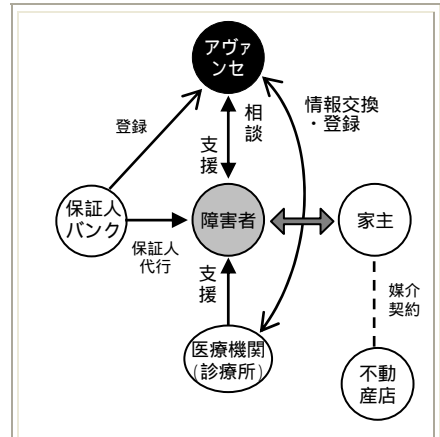 アヴァ
ンセ
登録
相談
支援
情報交換
・登録
保証人
バンク
障害者
家主
保証人
代行
支援
媒介
契約
医療機関
(診療所)
不動
産店